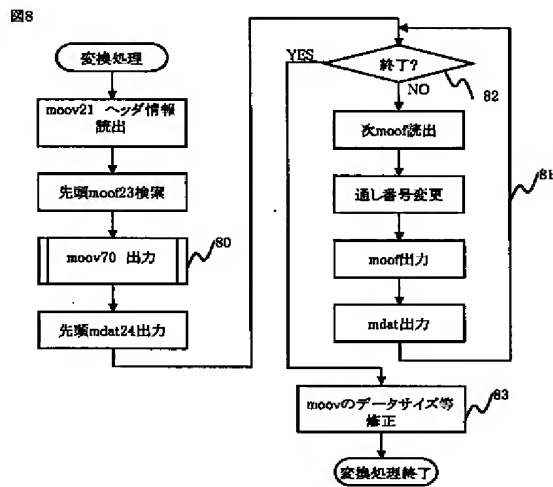 図8
変換処理
moov21 ヘッダ情報
読出
先頭moof23検索
moov70 出力
80
先頭mdat24出力
終了?
YES
NO
82
次moof読出
通し番号変更
moof出力
mdat出力
81
moovのデータサイズ等
修正
83
変換処理終了